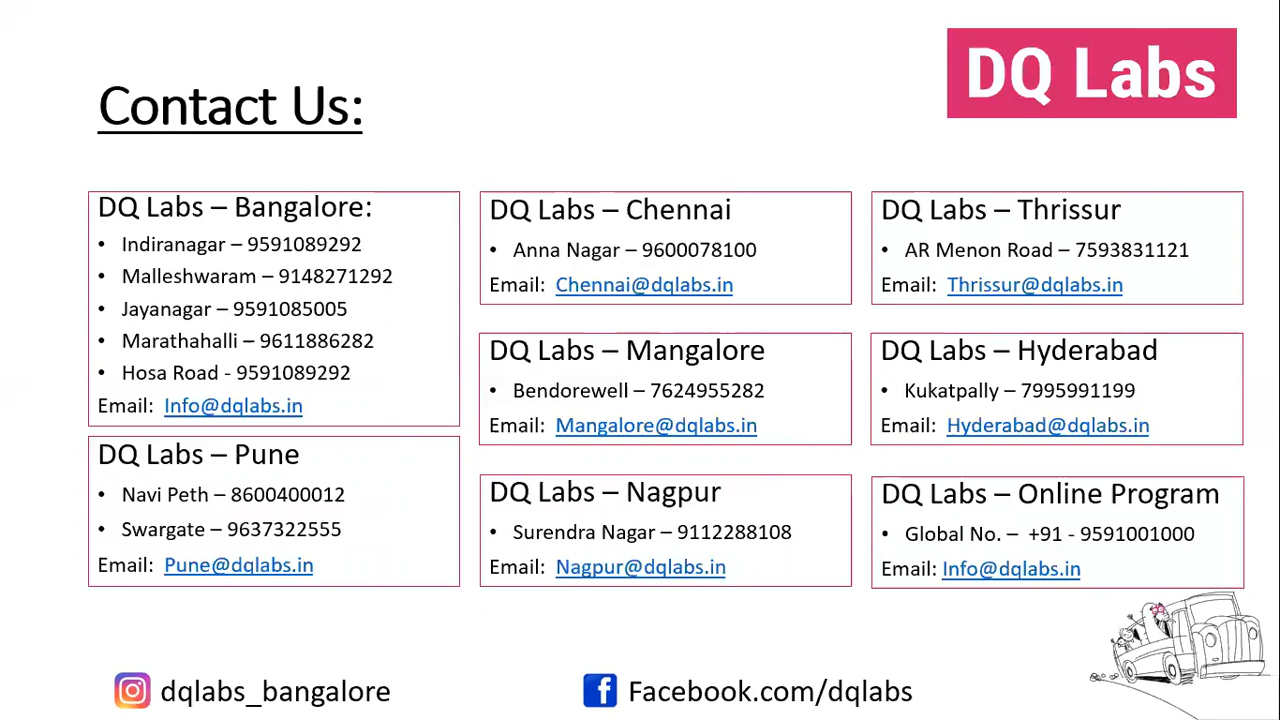 DQ Labs
Contact Us:
DQ Labs – Bangalore:
• Indiranagar – 9591089292
• Malleshwaram – 9148271292
• Jayanagar – 9591085005
• Marathahalli – 9611886282
• Hosa Road - 9591089292
Email: Info@dqlabs.in
DQ Labs – Pune
• Navi Peth – 8600400012
• Swargate – 9637322555
Email: Pune@dqlabs.in
DQ Labs – Chennai
• Anna Nagar – 9600078100
Email: Chennai@dqlabs.in
DQ Labs – Mangalore
• Bendorewell – 7624955282
Email: Mangalore@dqlabs.in
DQ Labs – Nagpur
• Surendra Nagar – 9112288108
Email: Nagpur@dqlabs.in
DQ Labs – Thrissur
• AR Menon Road – 7593831121
Email: Thrissur@dqlabs.in
DQ Labs – Hyderabad
• Kukatpally – 7995991199
Email: Hyderabad@dqlabs.in
DQ Labs – Online Program
• Global No. – +91 - 9591001000
Email: Info@dqlabs.in
dqlabs_bangalore
Facebook.com/dqlabs